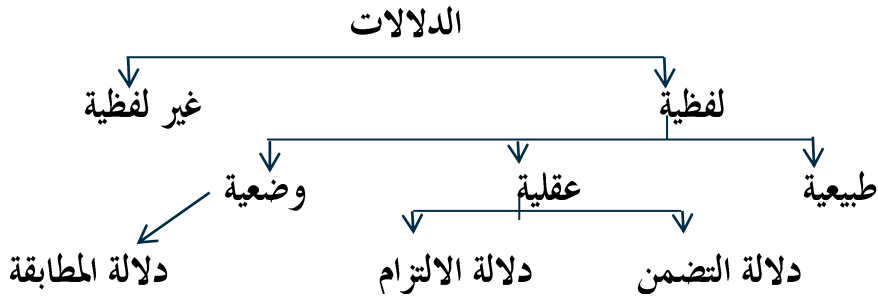 الدلالات
لفظية غير لفظية
طبيعية عقلية وضعية
دلالة التضمن دلالة الالتزام دلالة المطابقة